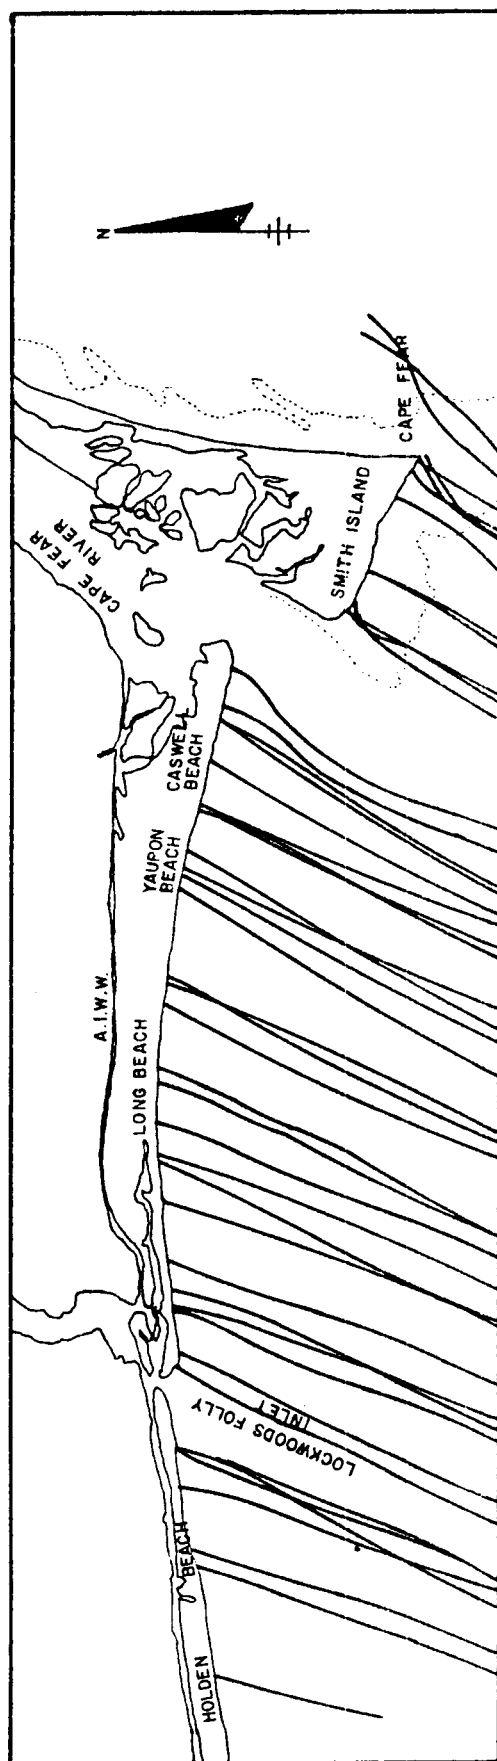 N
CAPE FEAR
RIVER
CAPE FEAR
SMITH ISLAND
CASWELL
BEACH
YAUPON
BEACH
A.I.W.W.
LONG BEACH
LOCKWOODS FOLLY
INLET
HOLDEN BEACH